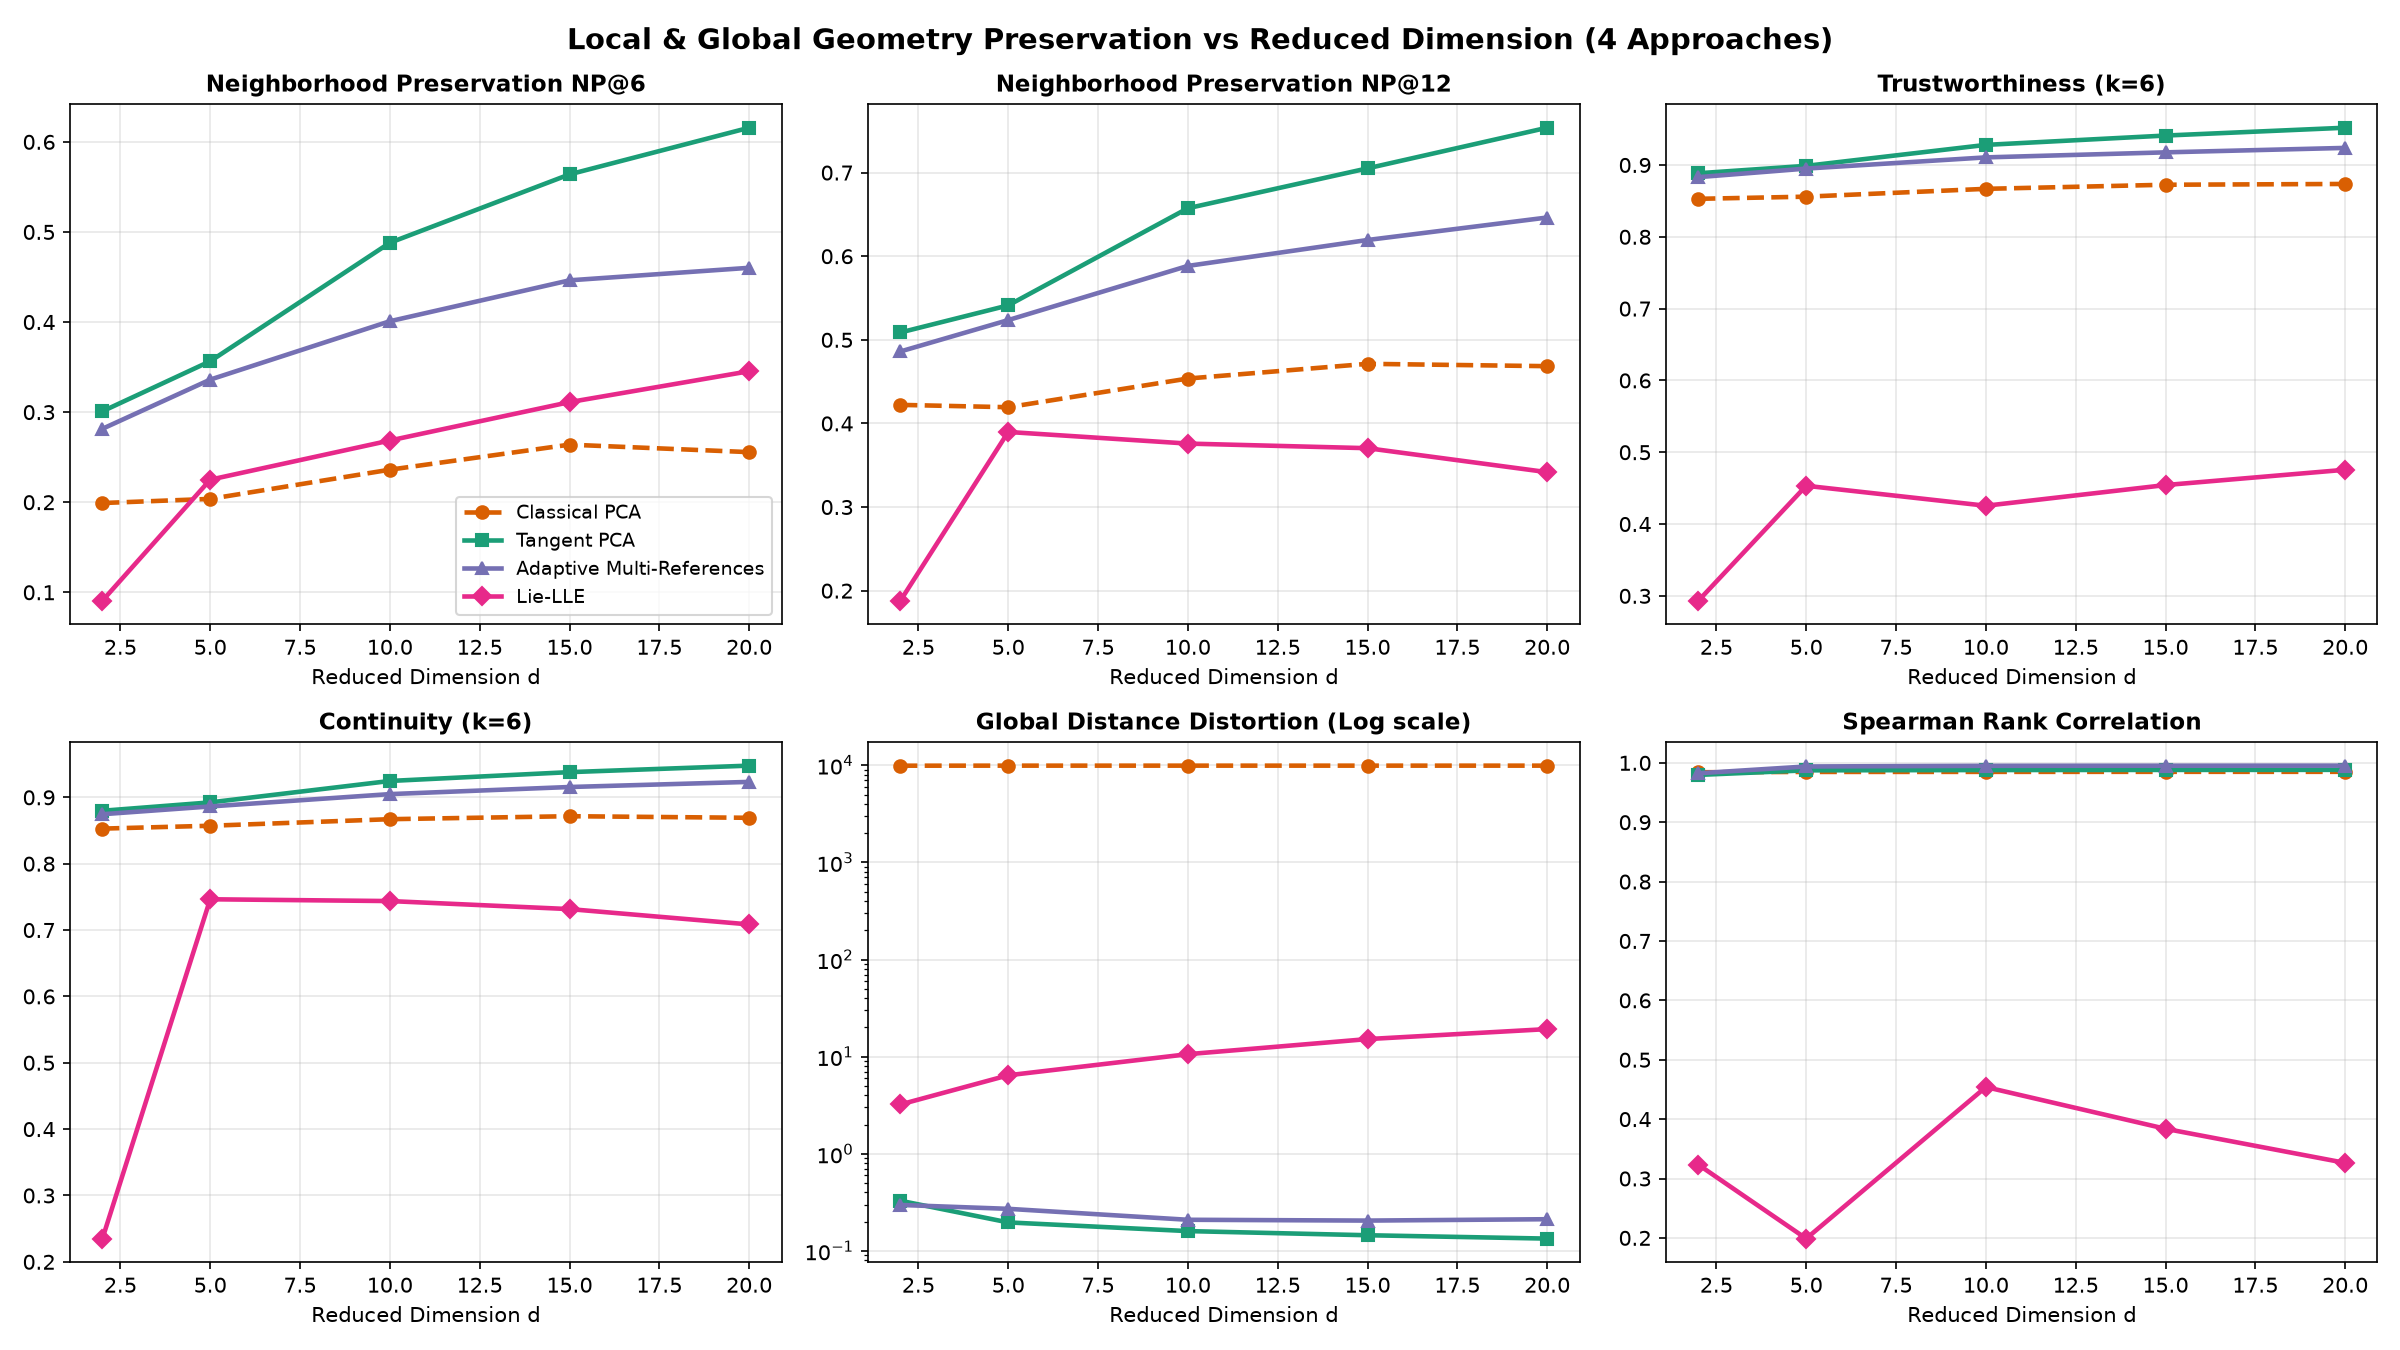 Local & Global Geometry Preservation vs Reduced Dimension (4 Approaches)
Neighborhood Preservation NP@6
0.6
0.5
0.4
0.3
0.2
0.1
Classical PCA
Tangent PCA
Adaptive Multi-References
Lie-LLE
2.5 5.0 7.5 10.0 12.5 15.0 17.5 20.0
Reduced Dimension d
Neighborhood Preservation NP@12
0.7
0.6
0.5
0.4
0.3
0.2
2.5 5.0 7.5 10.0 12.5 15.0 17.5 20.0
Reduced Dimension d
Trustworthiness (k=6)
0.9
0.8
0.7
0.6
0.5
0.4
0.3
2.5 5.0 7.5 10.0 12.5 15.0 17.5 20.0
Reduced Dimension d
Continuity (k=6)
0.9
0.8
0.7
0.6
0.5
0.4
0.3
0.2
2.5 5.0 7.5 10.0 12.5 15.0 17.5 20.0
Reduced Dimension d
Global Distance Distortion (Log scale)
10⁴
10³
10²
10¹
10⁰
10⁻¹
2.5 5.0 7.5 10.0 12.5 15.0 17.5 20.0
Reduced Dimension d
Spearman Rank Correlation
1.0
0.9
0.8
0.7
0.6
0.5
0.4
0.3
0.2
2.5 5.0 7.5 10.0 12.5 15.0 17.5 20.0
Reduced Dimension d